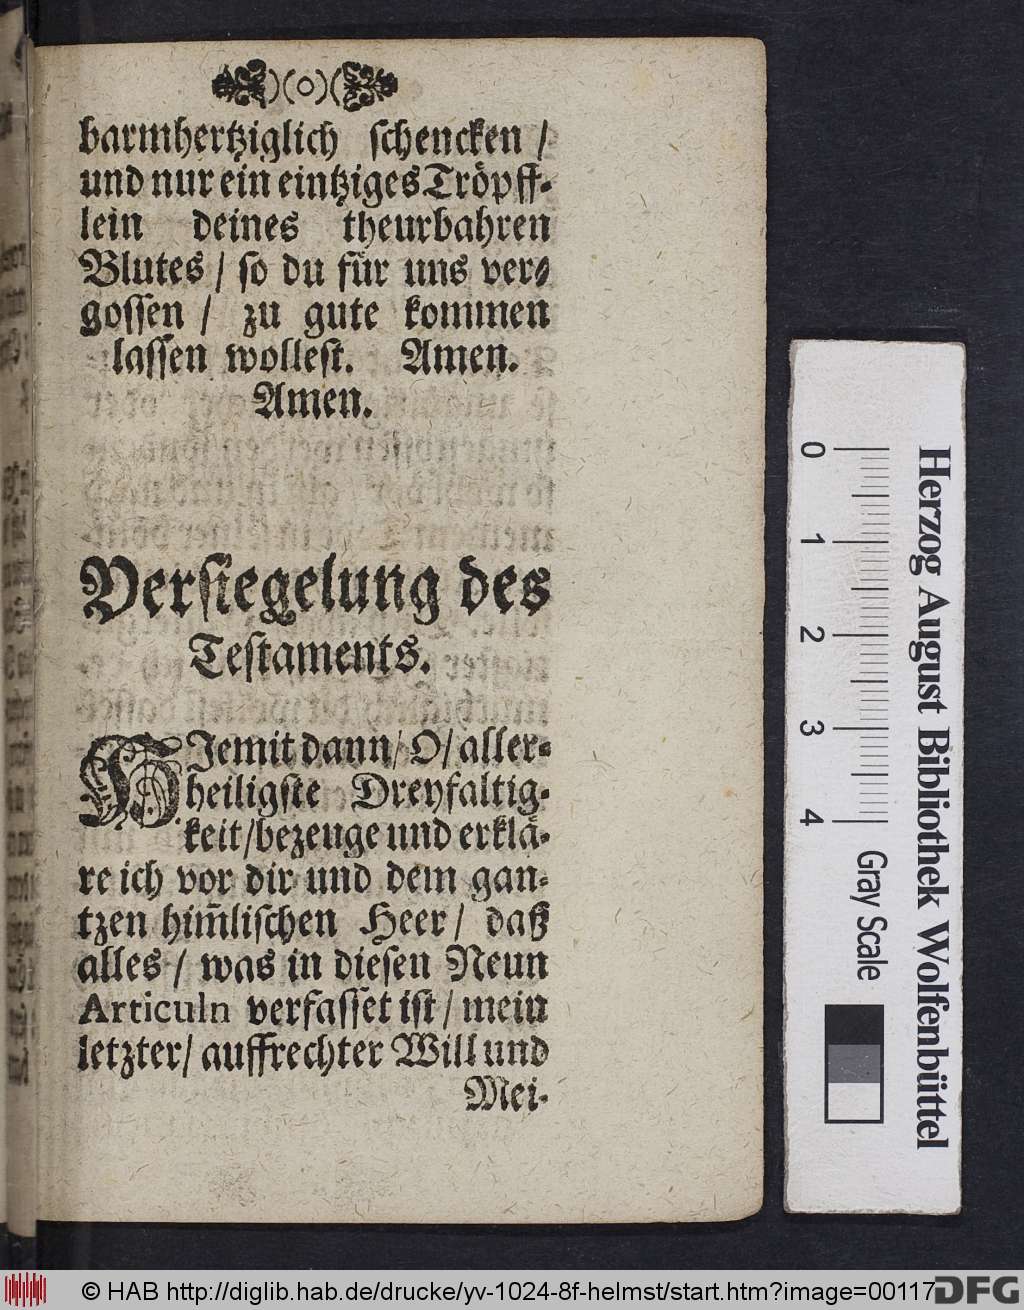 )(o)(
barmhertziglich schencken /
und nur ein eintziges Tröpff-
lein deines theurbahren
Blutes / so du für uns ver-
gossen / zu gute kommen
lassen wollest. Amen.
Amen.
Versiegelung des
Testaments.
HJemit dann / O / aller-
heiligste Dreyfaltig-
keit / bezeuge und erklä-
re ich vor dir und dem gan-
tzen him̄lischen Heer / daß
alles / was in diesen Neun
Articuln verfasset ist / mein
letzter / auffrechter Will und
Mei-
Herzog August Bibliothek Wolfenbüttel
0 1 2 3 4
Gray Scale
© HAB http://diglib.hab.de/drucke/yv-1024-8f-helmst/start.htm?image=00117
DFG